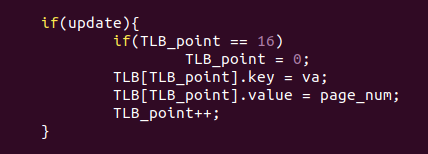 if(update){
if(TLB_point == 16)
TLB_point = 0;
TLB[TLB_point].key = va;
TLB[TLB_point].value = page_num;
TLB_point++;
}